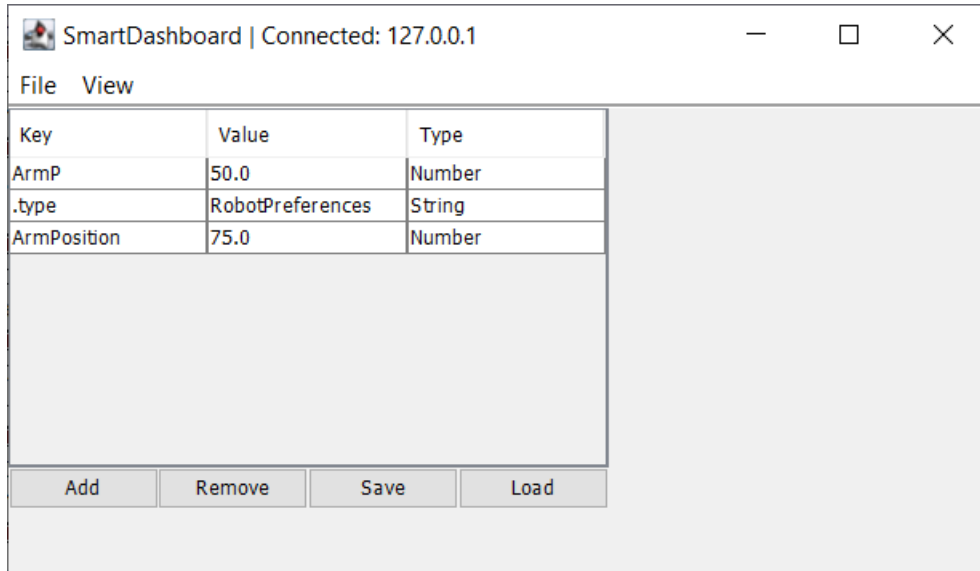 SmartDashboard | Connected: 127.0.0.1
File View
Key Value Type
ArmP 50.0 Number
.type RobotPreferences String
ArmPosition 75.0 Number
Add Remove Save Load